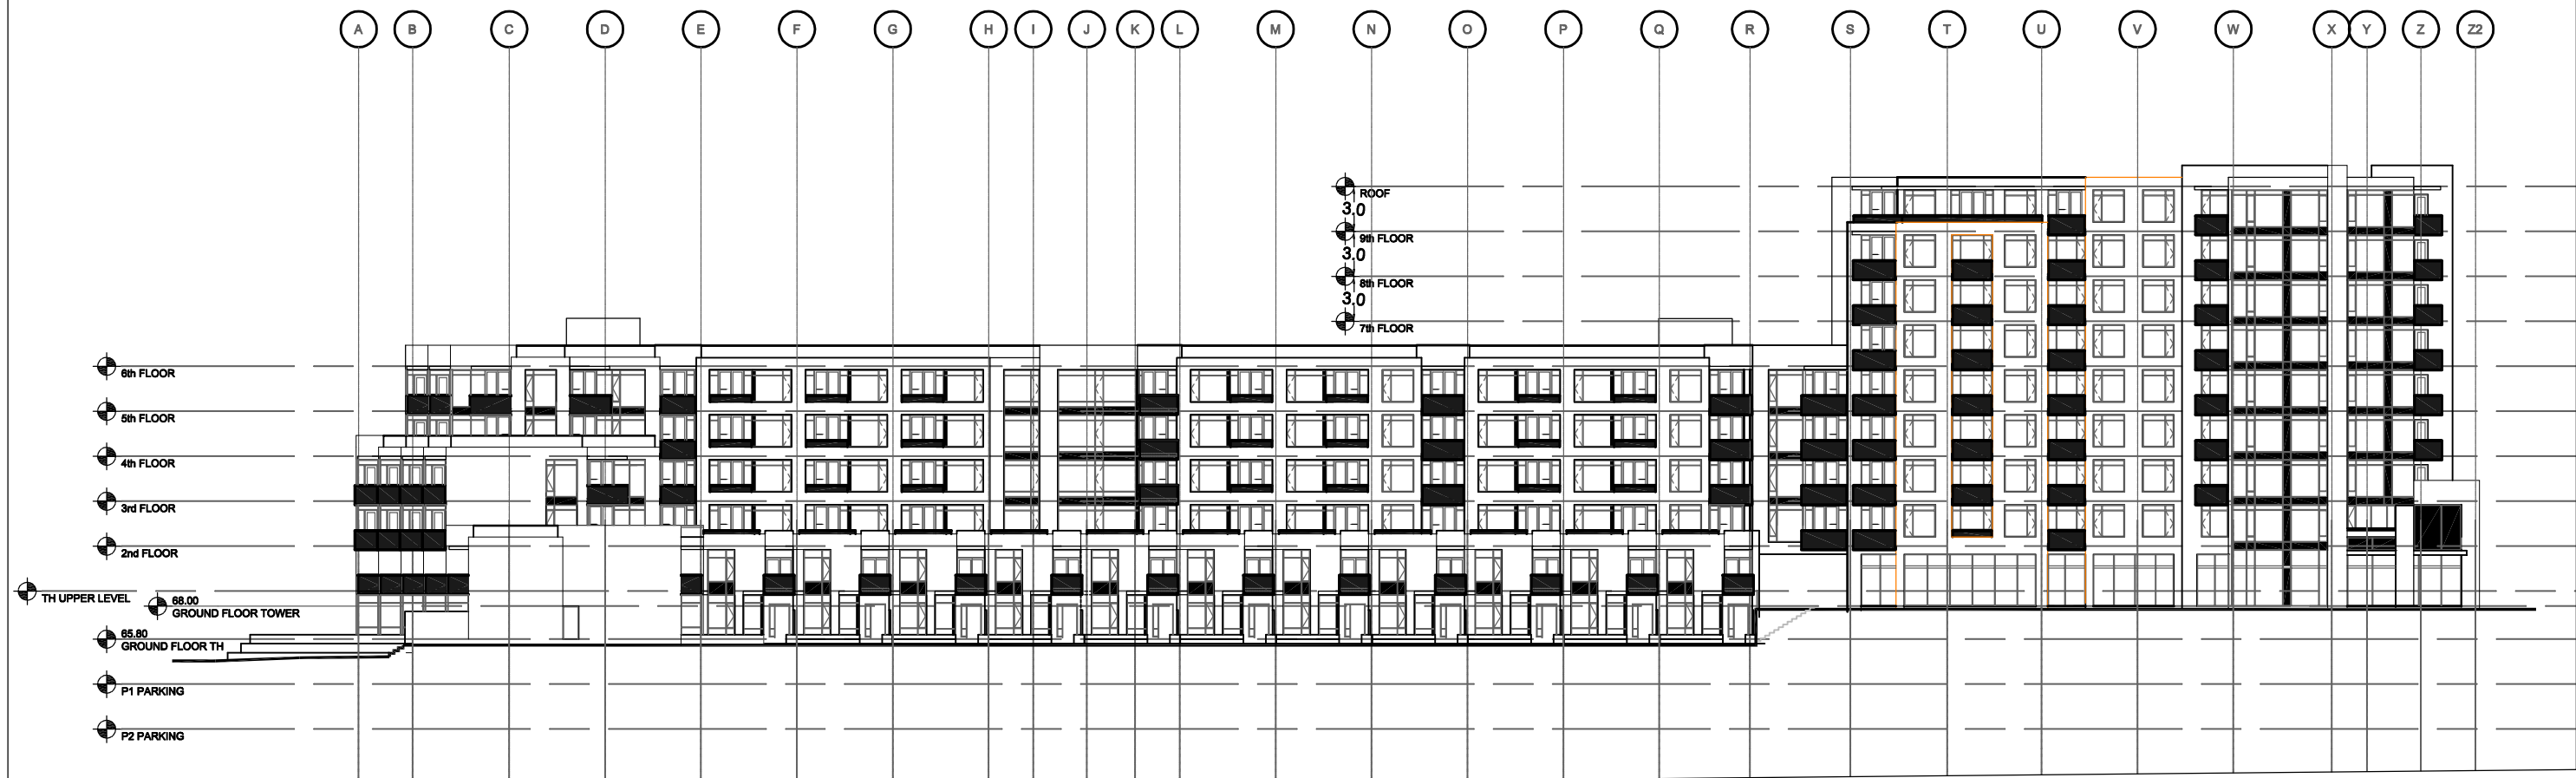 A B C D E F G H I J K L M N O P Q R S T U V W X Y Z Z2
ROOF
3.0
9th FLOOR
3.0
8th FLOOR
3.0
7th FLOOR
6th FLOOR
5th FLOOR
4th FLOOR
3rd FLOOR
2nd FLOOR
TH UPPER LEVEL
68.00
GROUND FLOOR TOWER
65.80
GROUND FLOOR TH
P1 PARKING
P2 PARKING